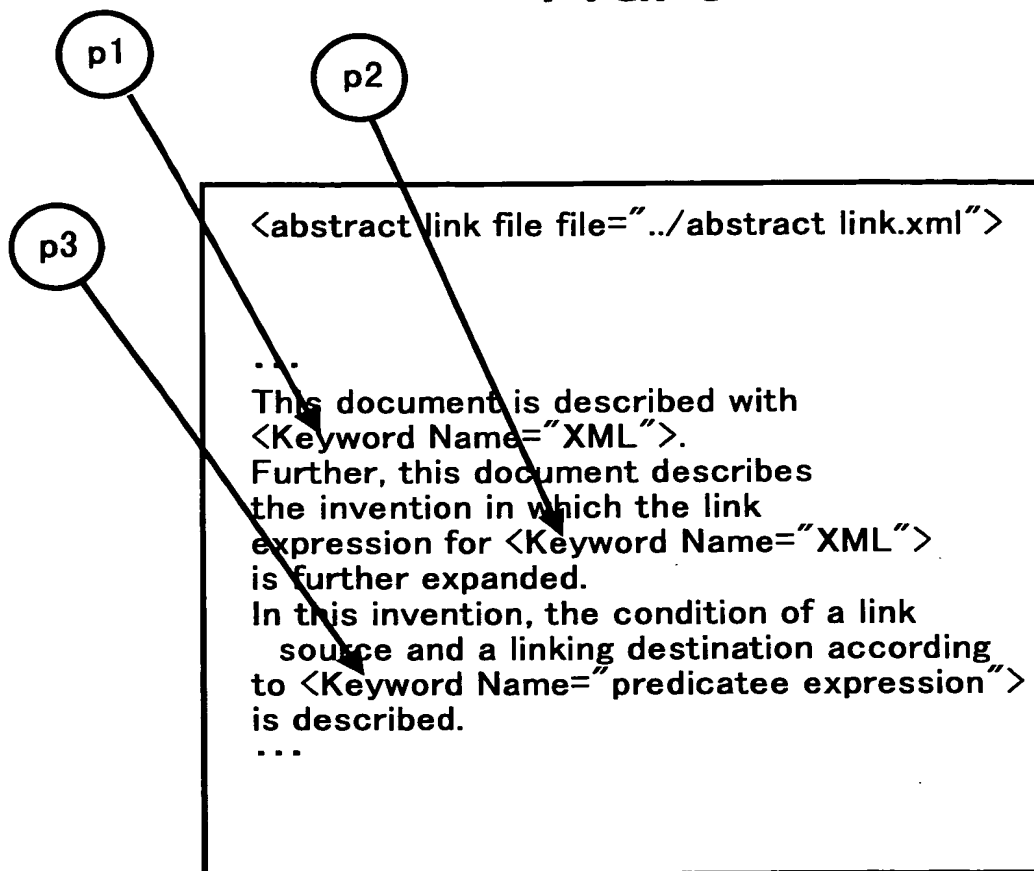 p1
p2
p3
<abstract link file file="../abstract link.xml">
...
This document is described with
<Keyword Name="XML">.
Further, this document describes
the invention in which the link
expression for <Keyword Name="XML">
is further expanded.
In this invention, the condition of a link
source and a linking destination according
to <Keyword Name="predicatee expression">
is described.
...